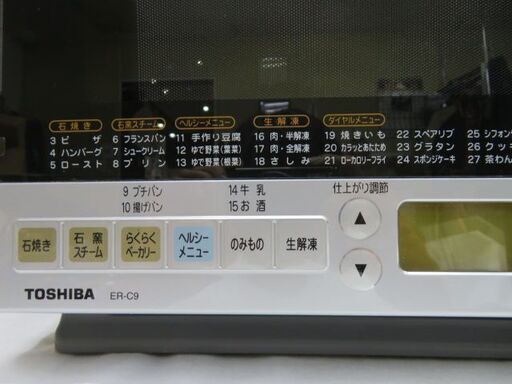 石焼き 石窯スチーム ヘルシーメニュー 生解凍 ダイヤルメニュー
3 ピザ 6 フランスパン 11 手作り豆腐 16 肉・半解凍 19 焼きいも 22 スペアリブ 25 シフォン
4 ハンバーグ 7 シュークリーム 12 ゆで野菜(葉菜) 17 肉・全解凍 20 カラッとあたため 23 グラタン 26 クッキ
5 ロースト 8 プリン 13 ゆで野菜(根菜) 18 さしみ 21 ローカロリーフライ 24 スポンジケーキ 27 茶わん
9 プチパン 14 牛乳 仕上がり調節
10 揚げパン 15 お酒
石焼き 石窯スチーム らくらくベーカリー ヘルシーメニュー のみもの 生解凍
TOSHIBA ER-C9